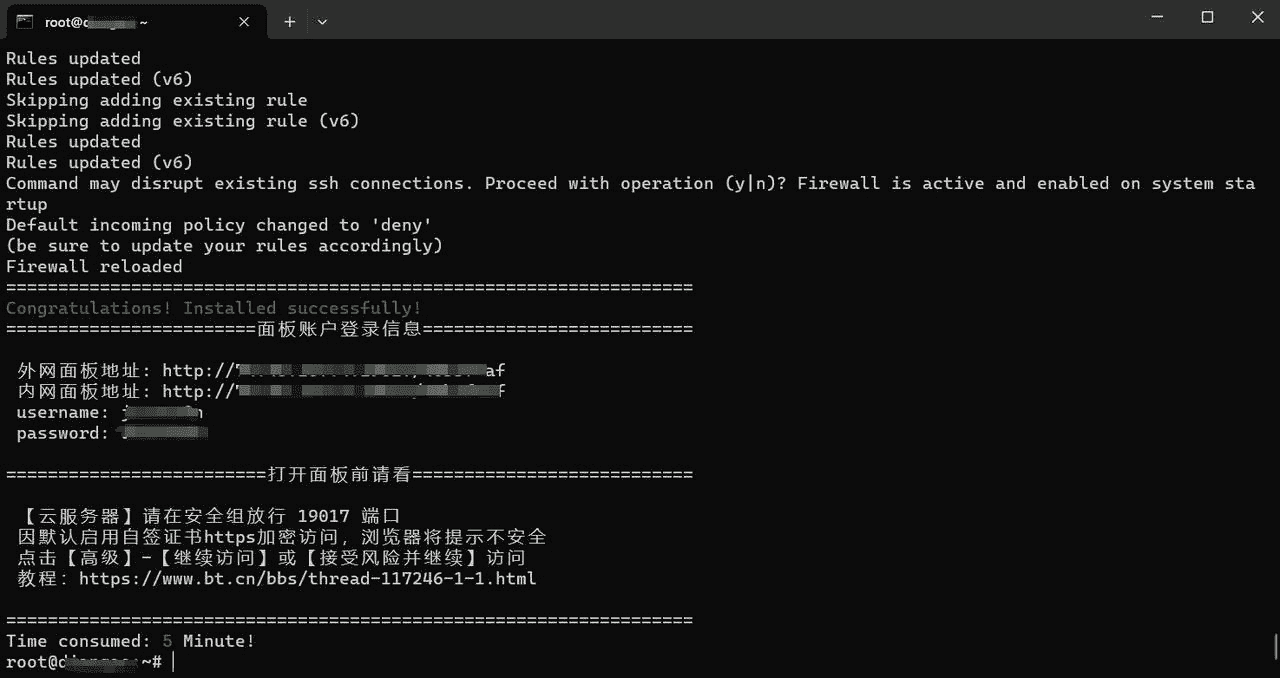 root@ ~
Rules updated
Rules updated (v6)
Skipping adding existing rule
Skipping adding existing rule (v6)
Rules updated
Rules updated (v6)
Command may disrupt existing ssh connections. Proceed with operation (y|n)? Firewall is active and enabled on system sta
rtup
Default incoming policy changed to 'deny'
(be sure to update your rules accordingly)
Firewall reloaded
==================================================================
Congratulations! Installed successfully!
========================面板账户登录信息==========================
外网面板地址: http://
内网面板地址: http://
username:
password:
=========================打开面板前请看===========================
【云服务器】请在安全组放行 19017 端口
因默认启用自签证书https加密访问，浏览器将提示不安全
点击【高级】-【继续访问】或【接受风险并继续】访问
教程：https://www.bt.cn/bbs/thread-117246-1-1.html
==================================================================
Time consumed: 5 Minute!
root@ ~#